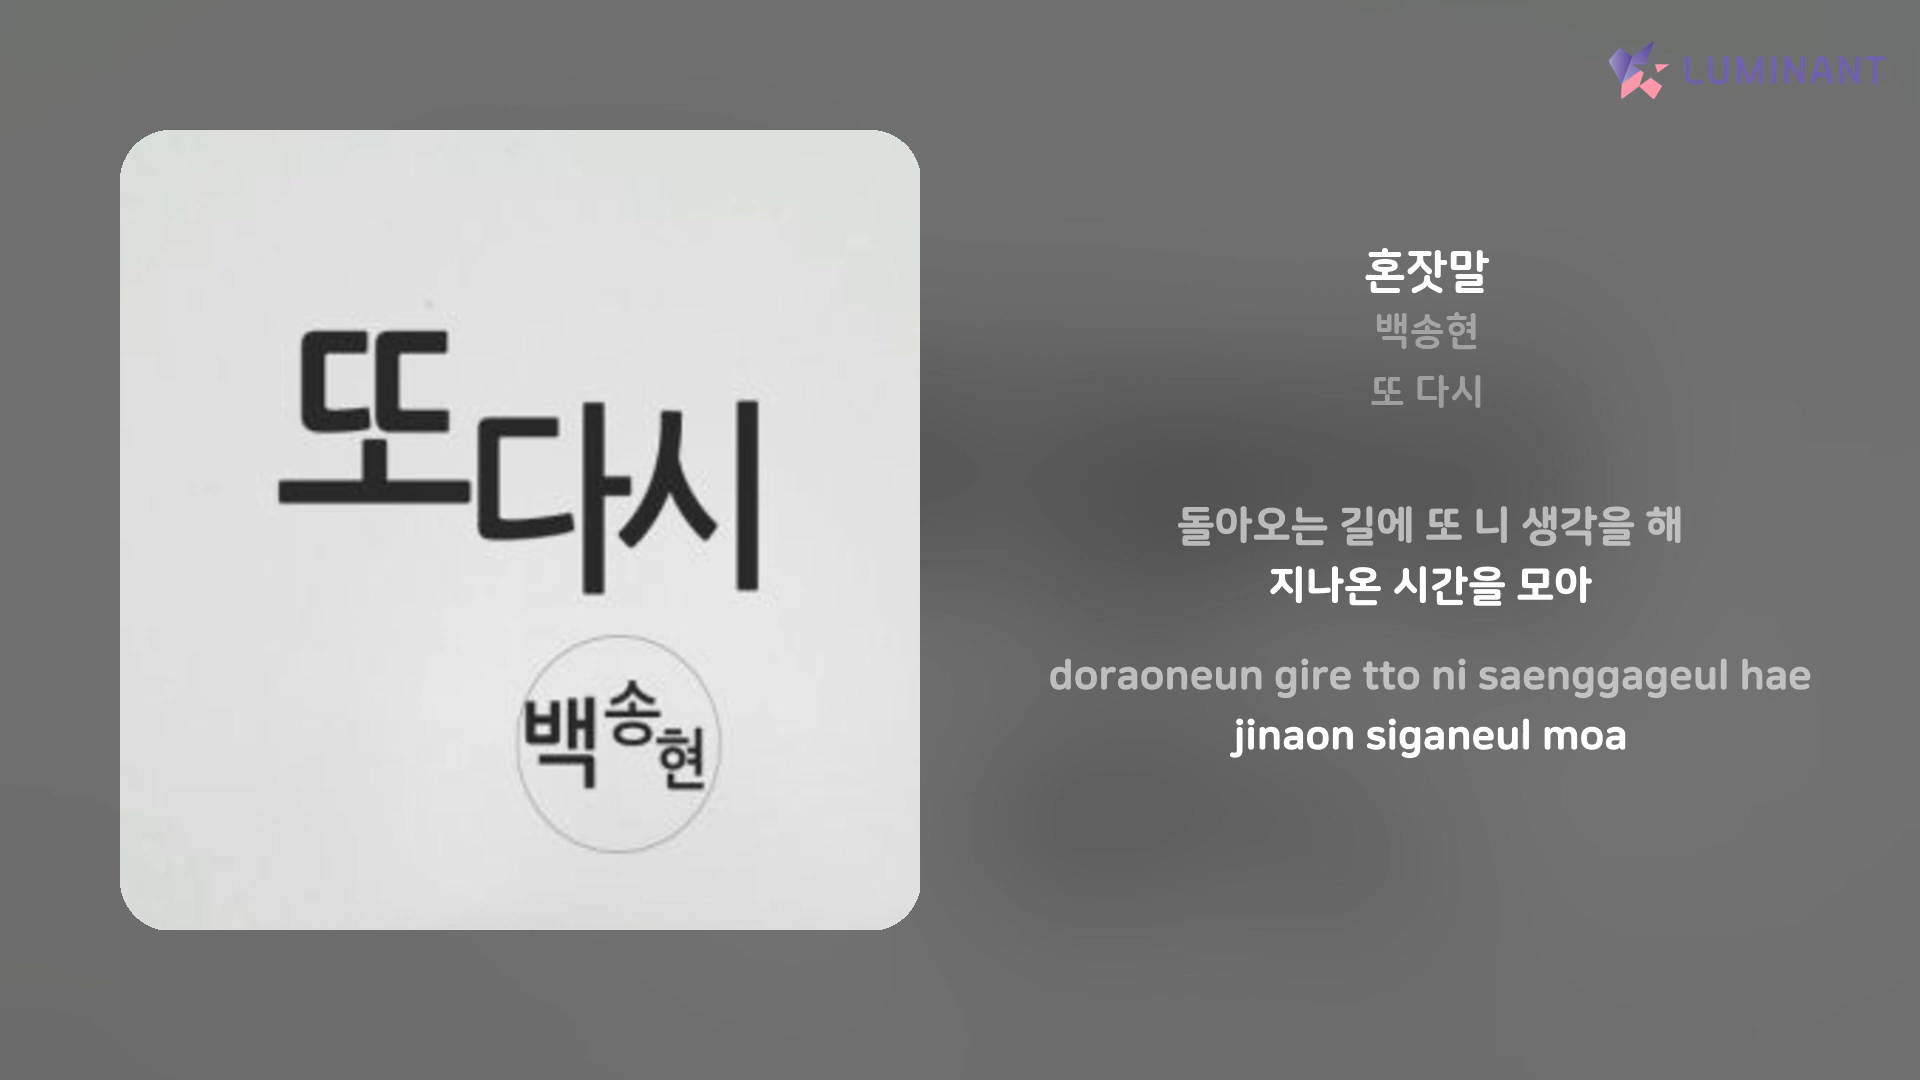 또다시
백송현
LUMINANT
혼잣말
백송현
또 다시
돌아오는 길에 또 니 생각을 해
지나온 시간을 모아
doraoneun gire tto ni saenggageul hae
jinaon siganeul moa